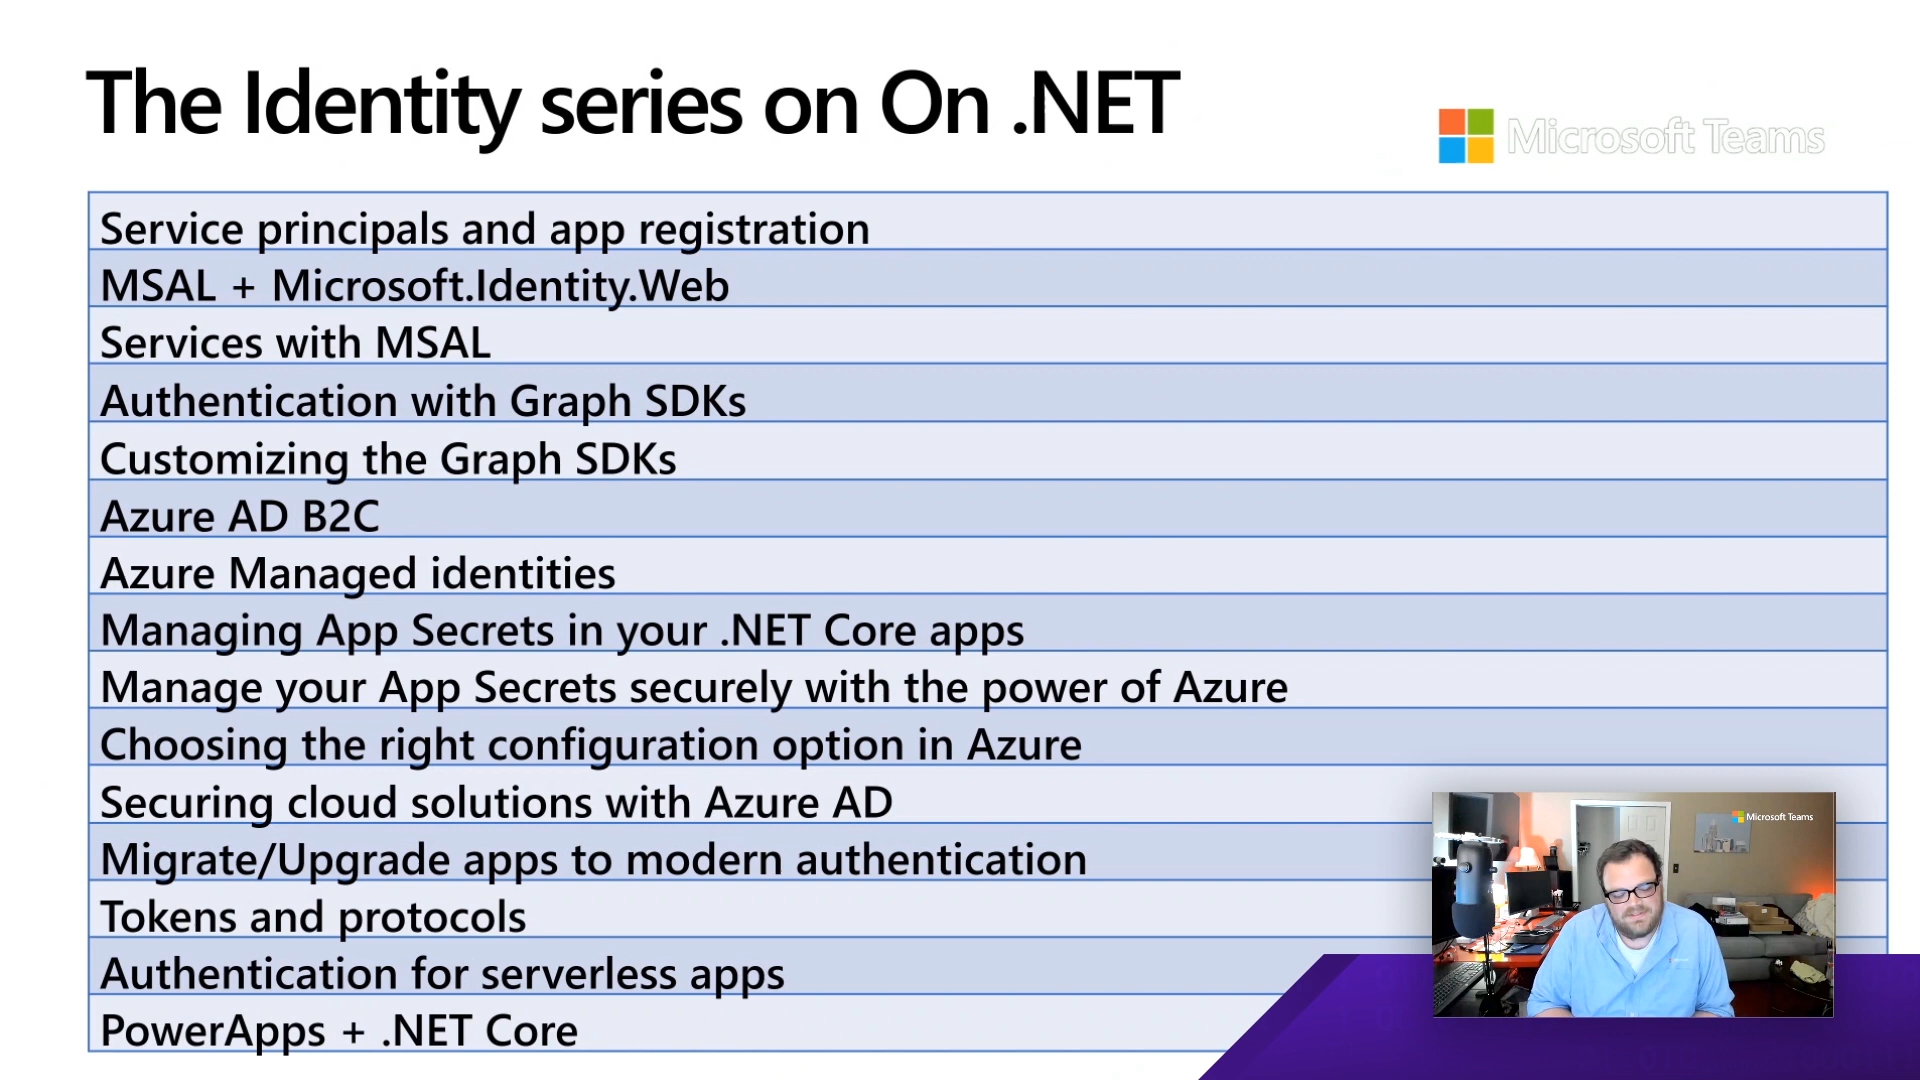 The Identity series on On .NET
Microsoft Teams
Service principals and app registration
MSAL + Microsoft.Identity.Web
Services with MSAL
Authentication with Graph SDKs
Customizing the Graph SDKs
Azure AD B2C
Azure Managed identities
Managing App Secrets in your .NET Core apps
Manage your App Secrets securely with the power of Azure
Choosing the right configuration option in Azure
Securing cloud solutions with Azure AD
Migrate/Upgrade apps to modern authentication
Tokens and protocols
Authentication for serverless apps
PowerApps + .NET Core
Microsoft Teams